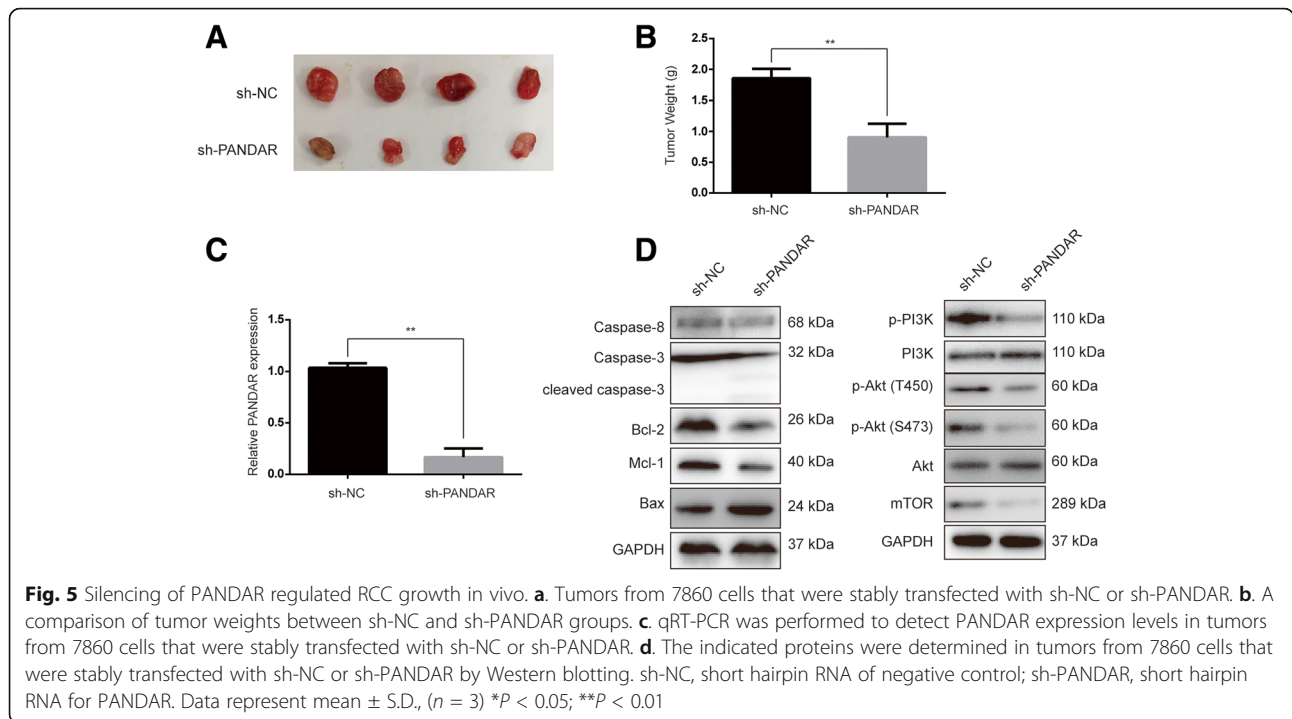 A
sh-NC
sh-PANDAR
B
Tumor Weight (g)
2.5
2.0
1.5
1.0
0.5
0.0
**
sh-NC
sh-PANDAR
C
Relative PANDAR expression
1.5
1.0
0.5
0.0
**
sh-NC
sh-PANDAR
D
sh-NC
sh-PANDAR
Caspase-8
68 kDa
Caspase-3
32 kDa
cleaved caspase-3
Bcl-2
26 kDa
Mcl-1
40 kDa
Bax
24 kDa
GAPDH
37 kDa
sh-NC
sh-PANDAR
p-PI3K
110 kDa
PI3K
110 kDa
p-Akt (T450)
60 kDa
p-Akt (S473)
60 kDa
Akt
60 kDa
mTOR
289 kDa
GAPDH
37 kDa
Fig. 5 Silencing of PANDAR regulated RCC growth in vivo. a. Tumors from 7860 cells that were stably transfected with sh-NC or sh-PANDAR. b. A
comparison of tumor weights between sh-NC and sh-PANDAR groups. c. qRT-PCR was performed to detect PANDAR expression levels in tumors
from 7860 cells that were stably transfected with sh-NC or sh-PANDAR. d. The indicated proteins were determined in tumors from 7860 cells that
were stably transfected with sh-NC or sh-PANDAR by Western blotting. sh-NC, short hairpin RNA of negative control; sh-PANDAR, short hairpin
RNA for PANDAR. Data represent mean ± S.D., (n = 3) *P < 0.05; **P < 0.01